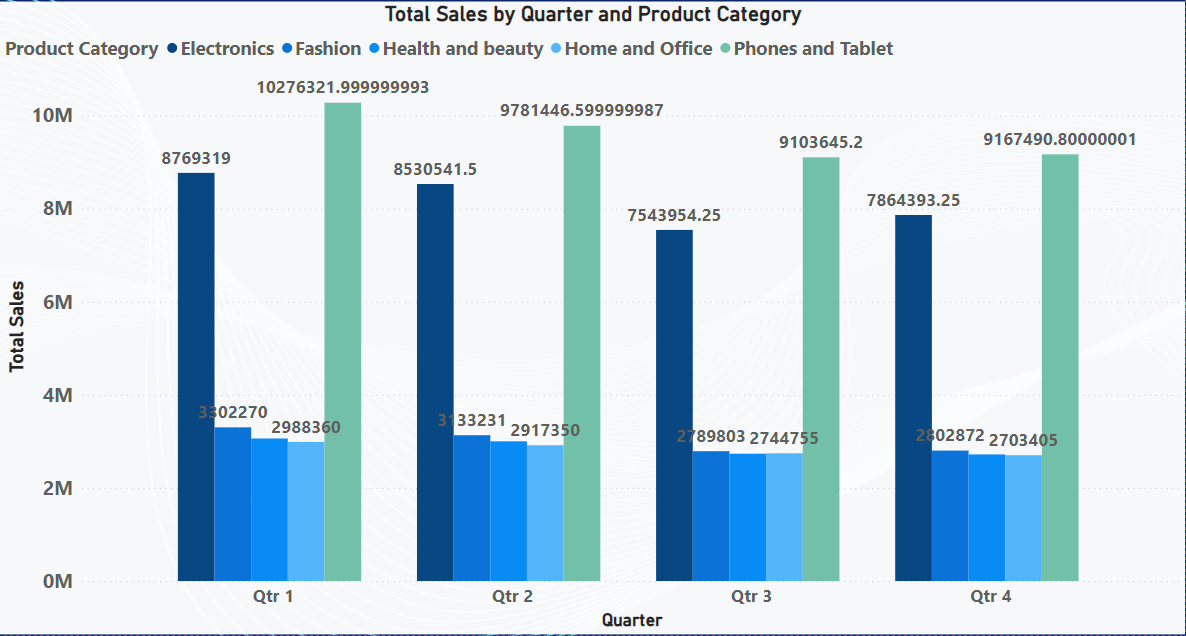 Total Sales by Quarter and Product Category
Product Category Electronics Fashion Health and beauty Home and Office Phones and Tablet
Total Sales
10M
8M
6M
4M
2M
0M
8769319
3302270
2988360
10276321.999999993
8530541.5
3133231
2917350
9781446.599999987
7543954.25
2789803
2744755
9103645.2
7864393.25
2802872
2703405
9167490.80000001
Qtr 1 Qtr 2 Qtr 3 Qtr 4
Quarter